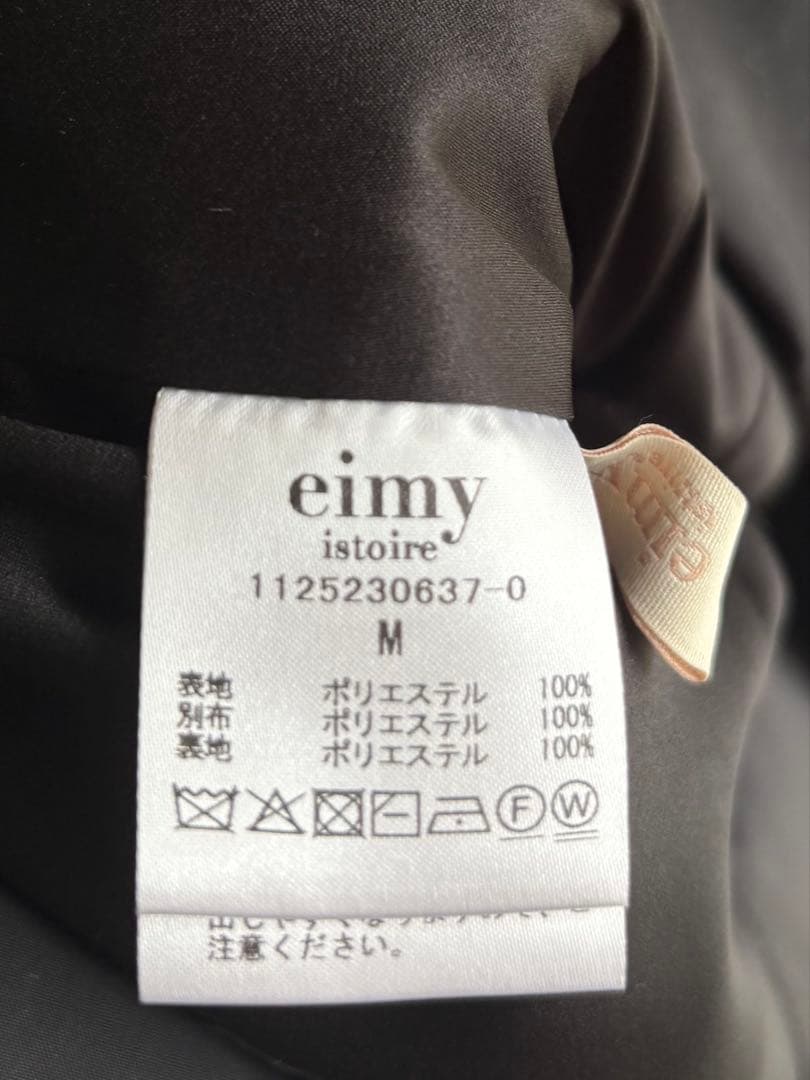 eimy
istoire
1125230637-0
M
表地 ポリエステル 100%
別布 ポリエステル 100%
裏地 ポリエステル 100%
F W
注意ください。
eimy